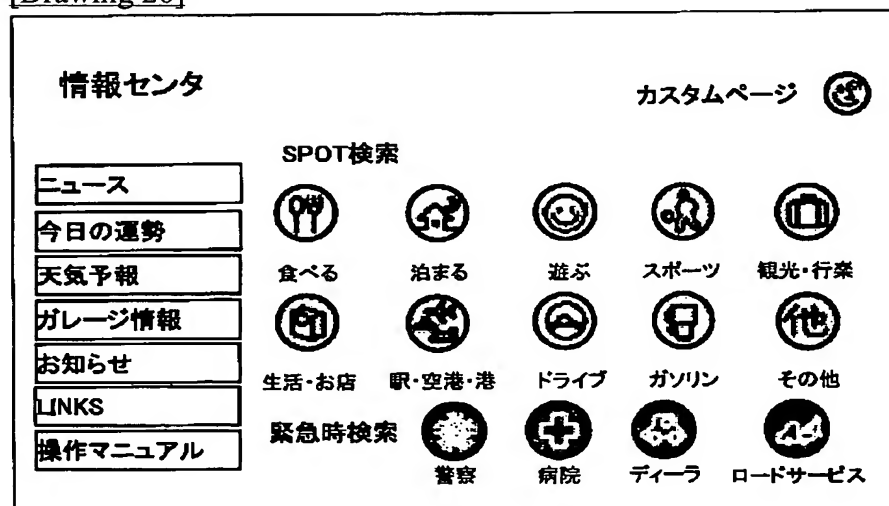 [Drawing 26]
情報センタ
カスタムページ
SPOT検索
ニュース
今日の運勢
天気予報
ガレージ情報
お知らせ
LINKS
操作マニュアル
食べる 泊まる 遊ぶ スポーツ 観光・行楽
他
生活・お店 駅・空港・港 ドライブ ガソリン その他
緊急時検索
警察 病院 ディーラ ロードサービス